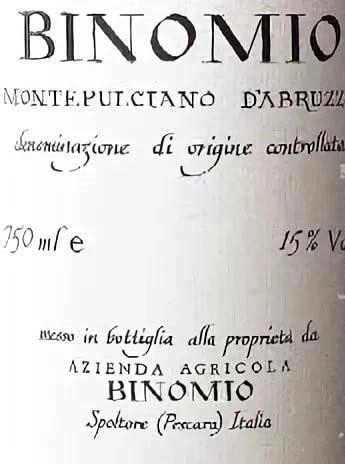 BINOMIO
MONTEPULCIANO D'ABRUZZ
denominazione di origine controllata
750 ml e 15% Vo
messo in bottiglia alla proprietà da
AZIENDA AGRICOLA
BINOMIO
Spoltore (Pescara) Italia